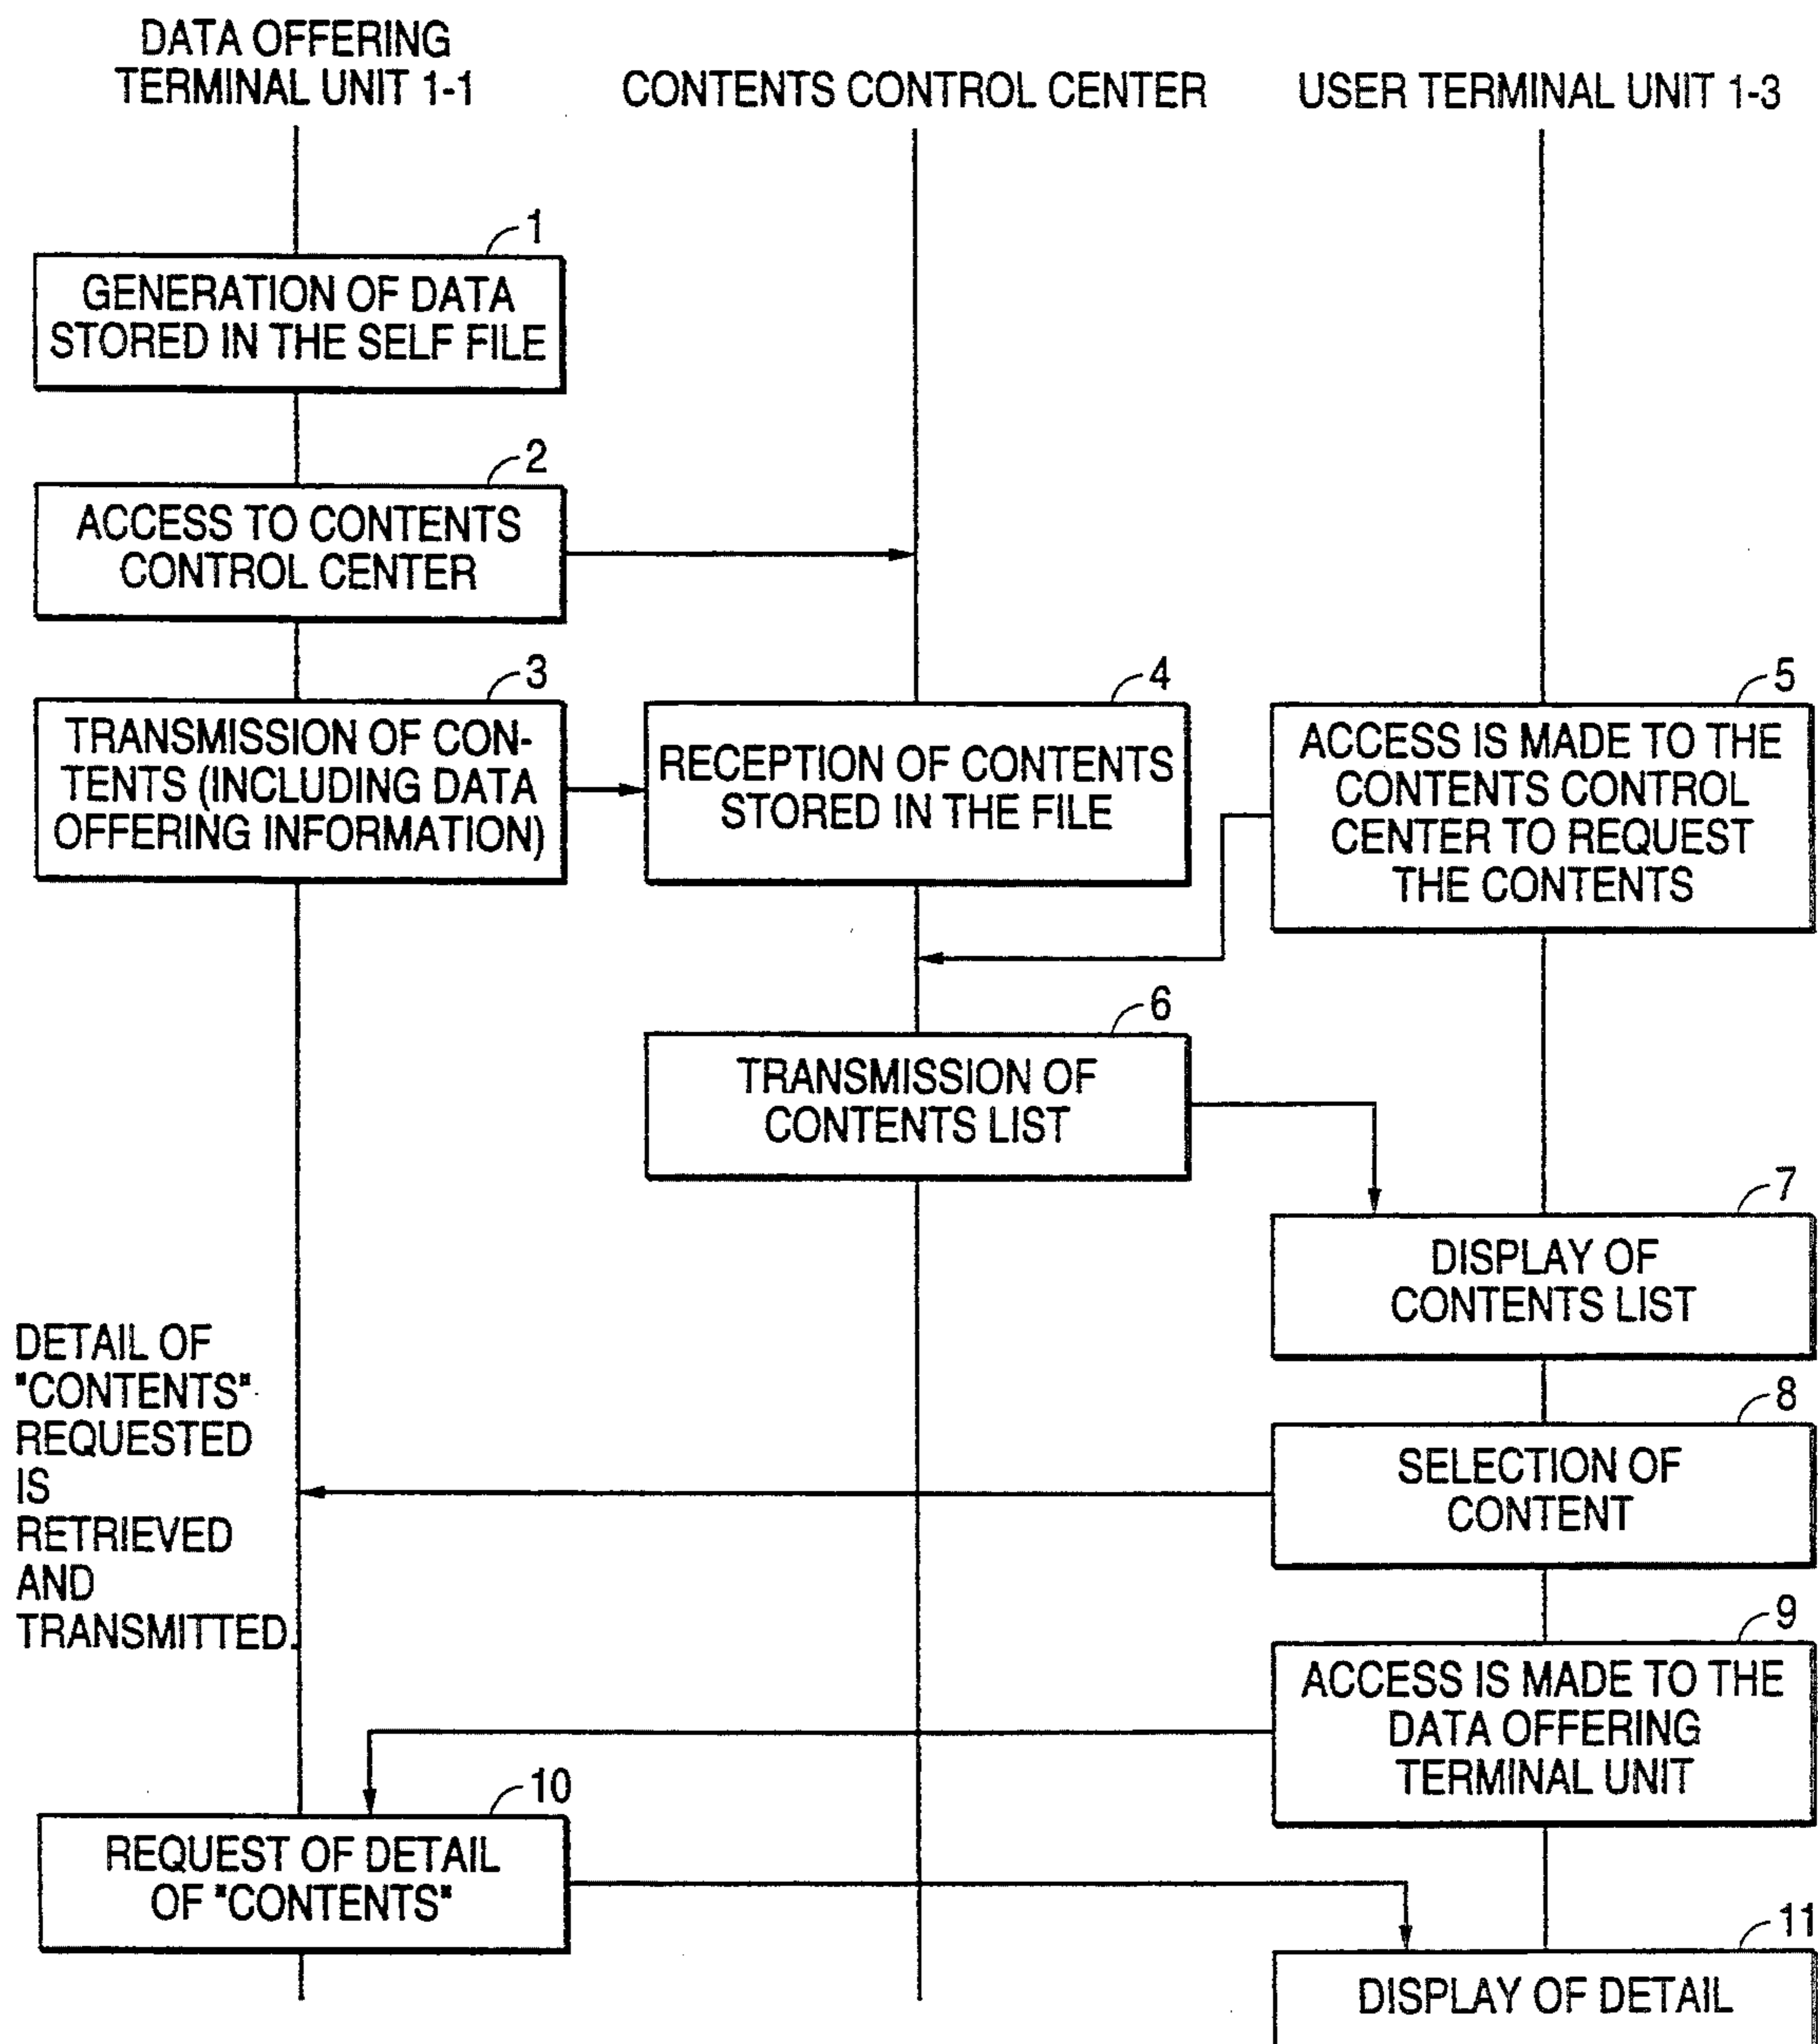 DATA OFFERING
TERMINAL UNIT 1-1
CONTENTS CONTROL CENTER
USER TERMINAL UNIT 1-3
1
GENERATION OF DATA
STORED IN THE SELF FILE
2
ACCESS TO CONTENTS
CONTROL CENTER
3
TRANSMISSION OF CON-
TENTS (INCLUDING DATA
OFFERING INFORMATION)
4
RECEPTION OF CONTENTS
STORED IN THE FILE
5
ACCESS IS MADE TO THE
CONTENTS CONTROL
CENTER TO REQUEST
THE CONTENTS
6
TRANSMISSION OF
CONTENTS LIST
7
DISPLAY OF
CONTENTS LIST
DETAIL OF
"CONTENTS"
REQUESTED
IS
RETRIEVED
AND
TRANSMITTED.
8
SELECTION OF
CONTENT
9
ACCESS IS MADE TO THE
DATA OFFERING
TERMINAL UNIT
10
REQUEST OF DETAIL
OF "CONTENTS"
11
DISPLAY OF DETAIL